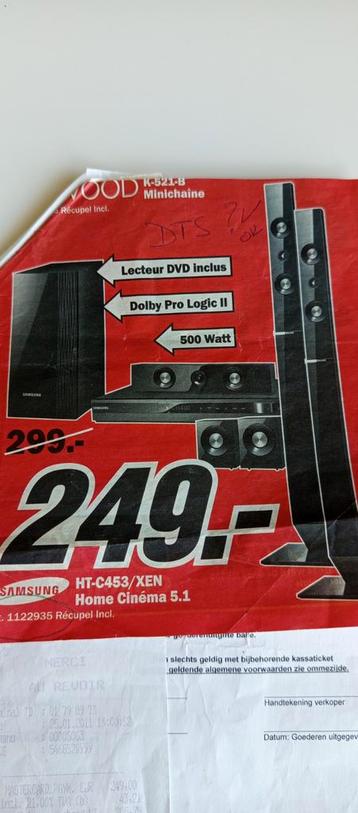 WOOD K-521-B
Récupel Incl. Minichaine
DTS ?
OK
Lecteur DVD inclus
Dolby Pro Logic II
500 Watt
SAMSUNG
SAMSUNG
299.-
249.-
SAMSUNG HT-C453/XEN
Home Cinéma 5.1
. 1122935 Récupel Incl.
MERCI
AU REVOIR
slechts geldig met bijbehorende kassaticket
geldende algemene voorwaarden zie ommezijde.
Handtekening verkoper
Datum: Goederen uitgegev